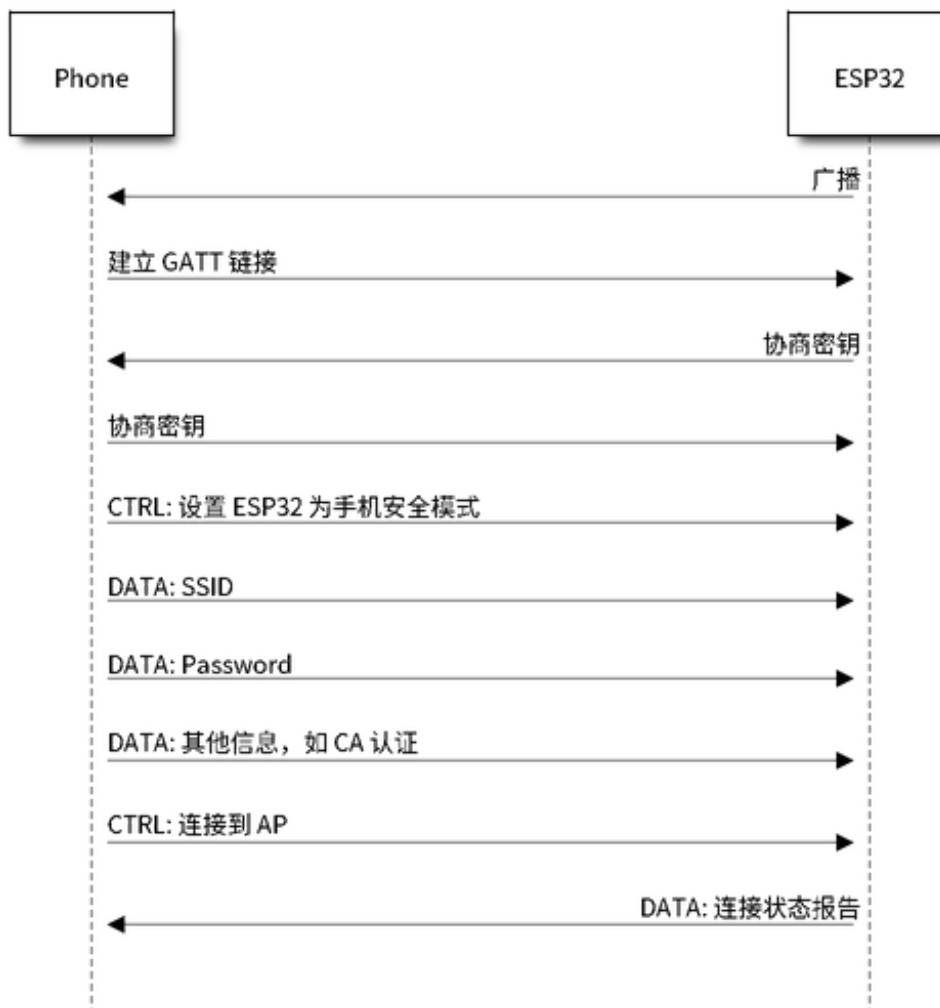 Phone
ESP32
广播
建立 GATT 链接
协商密钥
协商密钥
CTRL: 设置 ESP32 为手机安全模式
DATA: SSID
DATA: Password
DATA: 其他信息，如 CA 认证
CTRL: 连接到 AP
DATA: 连接状态报告